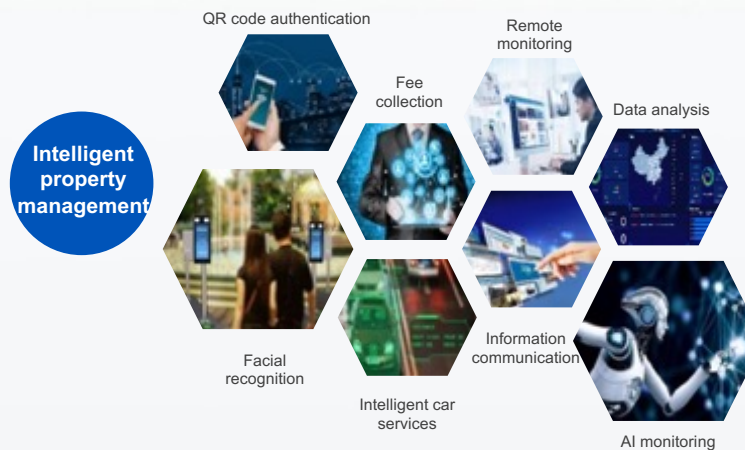 QR code authentication
Remote
monitoring
Fee
collection
Data analysis
Intelligent
property
management
Facial
recognition
Information
communication
Intelligent car
services
AI monitoring